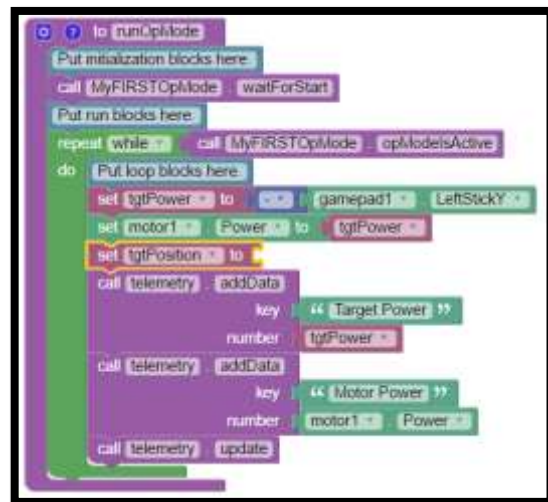 to runOpMode
Put initialization blocks here.
call MyFIRSTOpMode . waitForStart
Put run blocks here.
repeat while call MyFIRSTOpMode . opModeIsActive
do Put loop blocks here.
set tgtPower to - gamepad1 . LeftStickY
set motor1 . Power to tgtPower
set tgtPosition to
call telemetry . addData
key “ Target Power ”
number tgtPower
call telemetry . addData
key “ Motor Power ”
number motor1 . Power
call telemetry . update